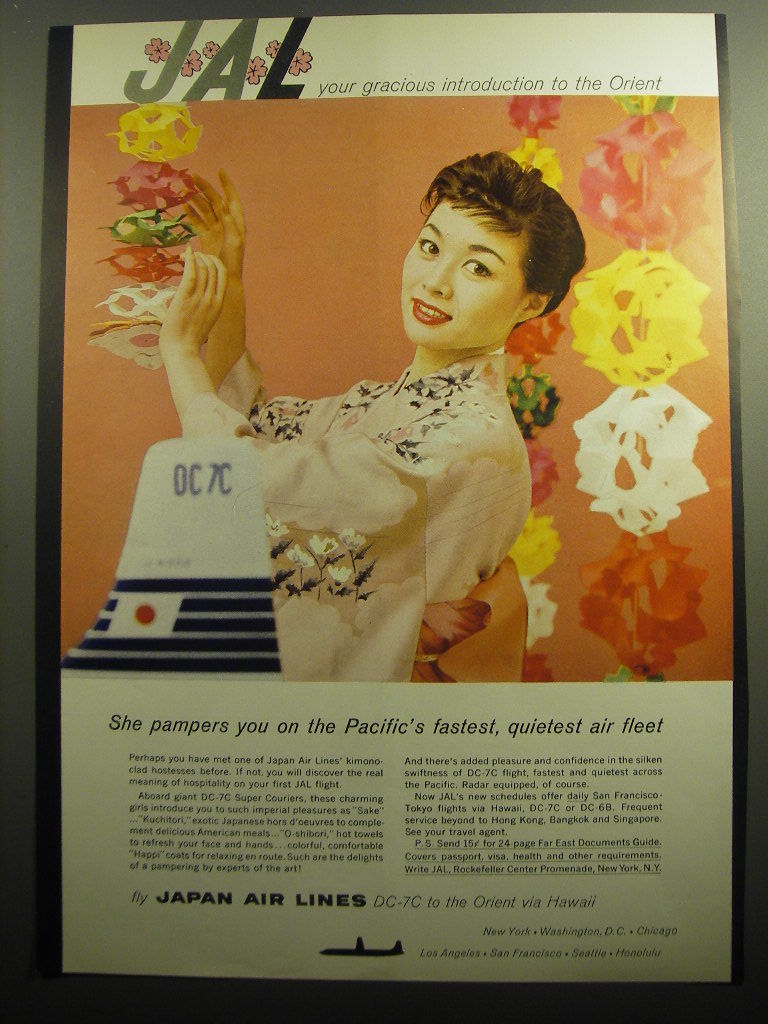 JAL your gracious introduction to the Orient
DC 7C
She pampers you on the Pacific's fastest, quietest air fleet
Perhaps you have met one of Japan Air Lines' kimono-
clad hostesses before. If not, you will discover the real
meaning of hospitality on your first JAL flight.
Aboard giant DC-7C Super Couriers, these charming
girls introduce you to such imperial pleasures as "Sake"
..."Kuchitori," exotic Japanese hors d'oeuvres to comple-
ment delicious American meals..."O-shibori," hot towels
to refresh your face and hands...colorful, comfortable
"Happi" coats for relaxing en route. Such are the delights
of a pampering by experts of the art!
And there's added pleasure and confidence in the silken
swiftness of DC-7C flight, fastest and quietest across
the Pacific. Radar equipped, of course.
Now JAL's new schedules offer daily San Francisco-
Tokyo flights via Hawaii, DC-7C or DC-6B. Frequent
service beyond to Hong Kong, Bangkok and Singapore.
See your travel agent.
P.S. Send 15¢ for 24-page Far East Documents Guide.
Covers passport, visa, health and other requirements.
Write JAL, Rockefeller Center Promenade, New York, N.Y.
fly JAPAN AIR LINES DC-7C to the Orient via Hawaii
New York • Washington, D.C. • Chicago
Los Angeles • San Francisco • Seattle • Honolulu